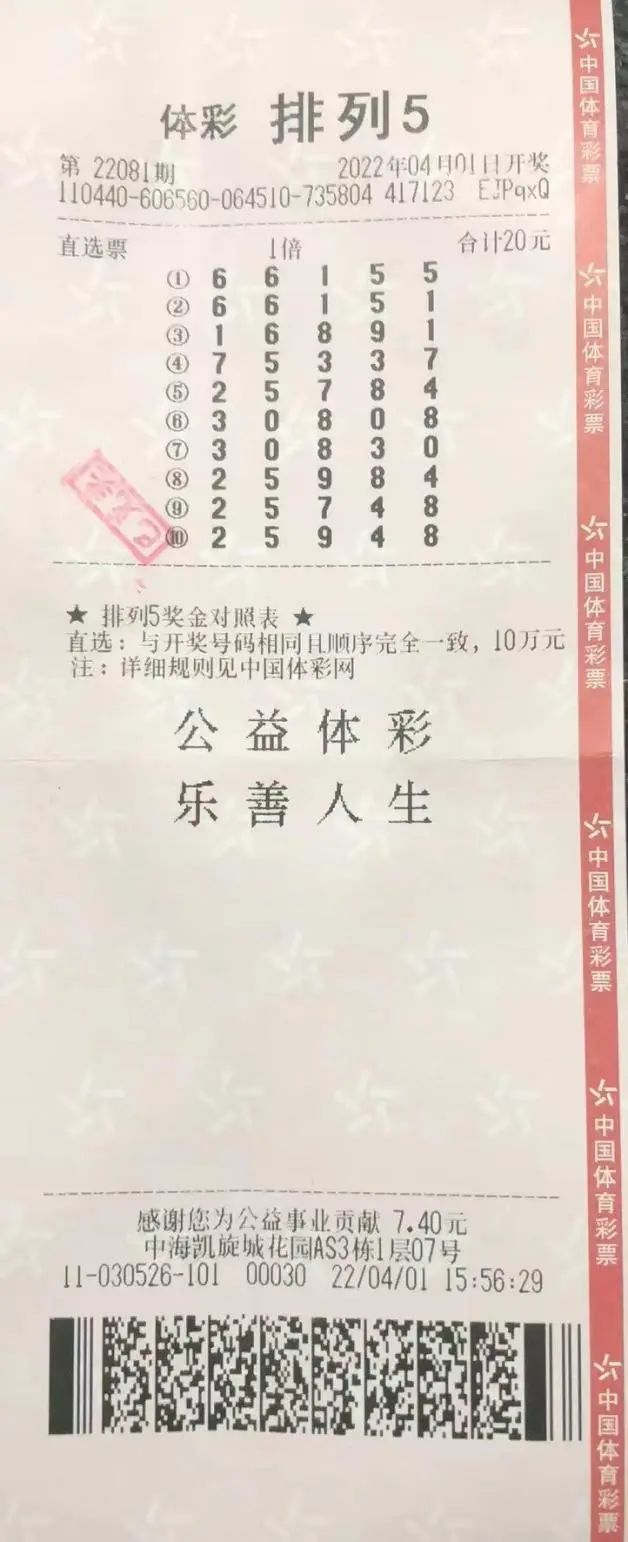 体彩 排列5
第 22081期 2022年04月01日开奖
110440-606560-064510-735804 417123 EJPqxQ
直选票 1倍 合计20元
① 6 6 1 5 5
② 6 6 1 5 1
③ 1 6 8 9 1
④ 7 5 3 3 7
⑤ 2 5 7 8 4
⑥ 3 0 8 0 8
⑦ 3 0 8 3 0
⑧ 2 5 9 8 4
⑨ 2 5 7 4 8
⑩ 2 5 9 4 8
★ 排列5奖金对照表 ★
直选：与开奖号码相同且顺序完全一致，10万元
注：详细规则见中国体彩网
公益体彩
乐善人生
感谢您为公益事业贡献 7.40元
中海凯旋城花园AS3栋1层07号
11-030526-101 00030 22/04/01 15:56:29
中国体育彩票
中国体育彩票
中国体育彩票
中国体育彩票
中国体育彩票
中国体育彩票